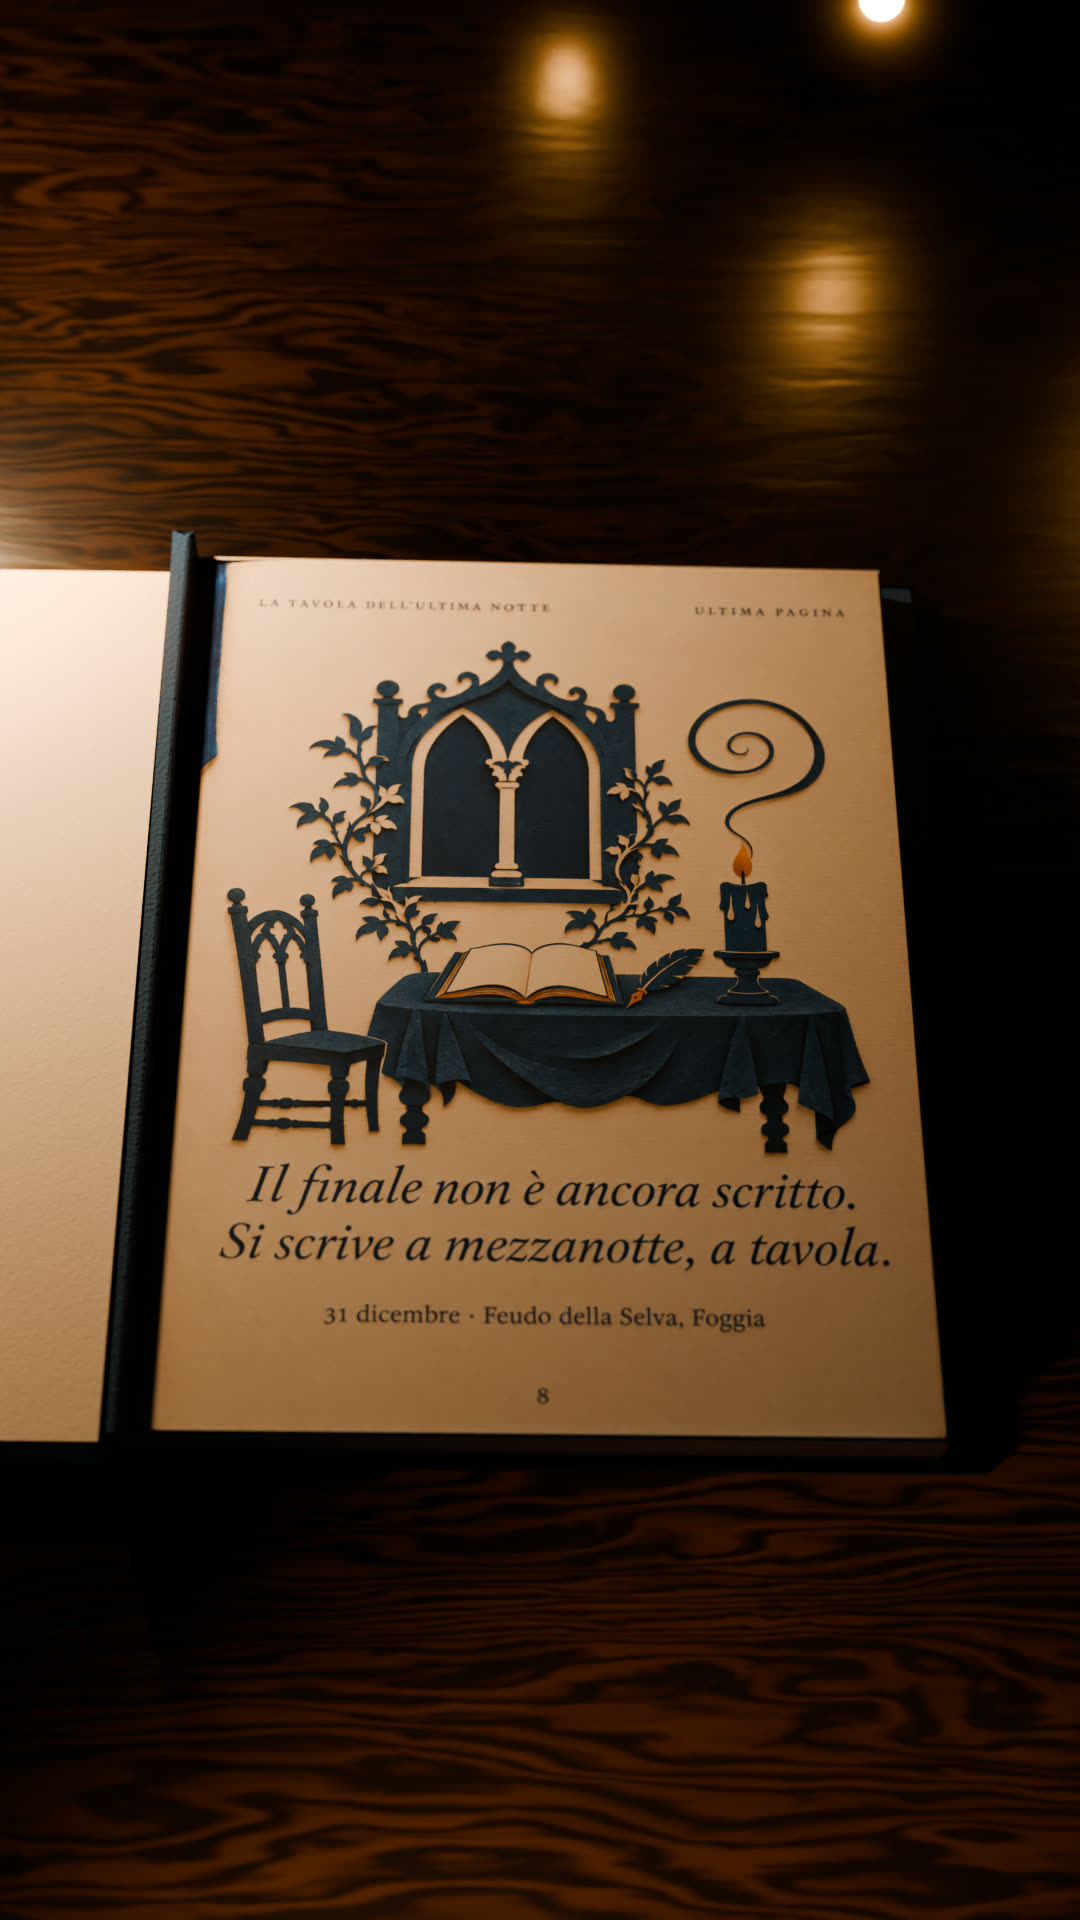 LA TAVOLA DELL'ULTIMA NOTTE
ULTIMA PAGINA
Il finale non è ancora scritto.
Si scrive a mezzanotte, a tavola.
31 dicembre · Feudo della Selva, Foggia
8